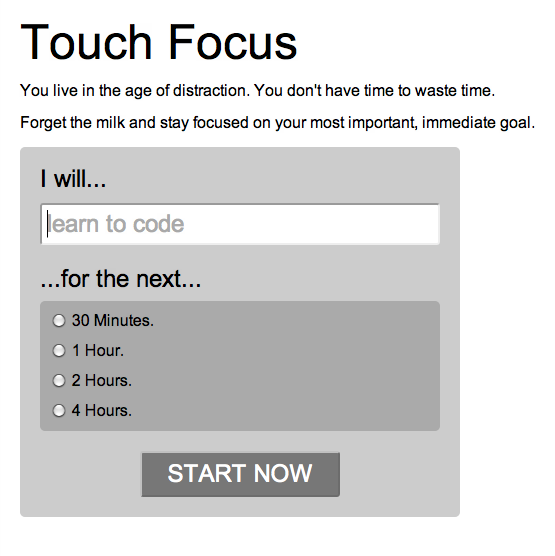 Touch Focus
You live in the age of distraction. You don't have time to waste time.
Forget the milk and stay focused on your most important, immediate goal.
I will...
learn to code
...for the next...
30 Minutes.
1 Hour.
2 Hours.
4 Hours.
START NOW